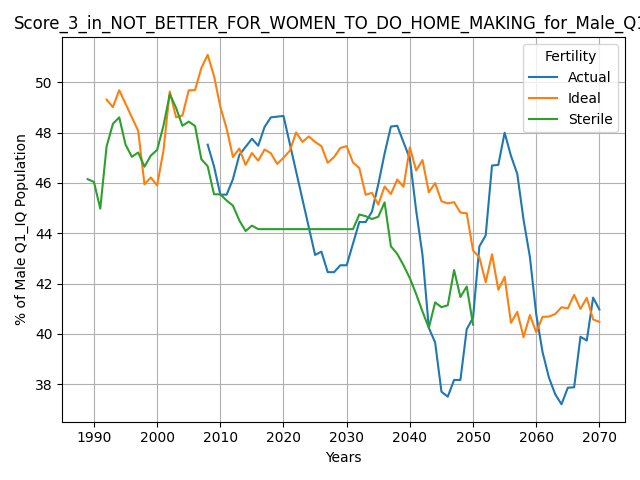 Score_3_in_NOT_BETTER_FOR_WOMEN_TO_DO_HOME_MAKING_for_Male_Q1
Fertility
Actual
Ideal
Sterile
% of Male Q1_IQ Population
50
48
46
44
42
40
38
1990 2000 2010 2020 2030 2040 2050 2060 2070
Years